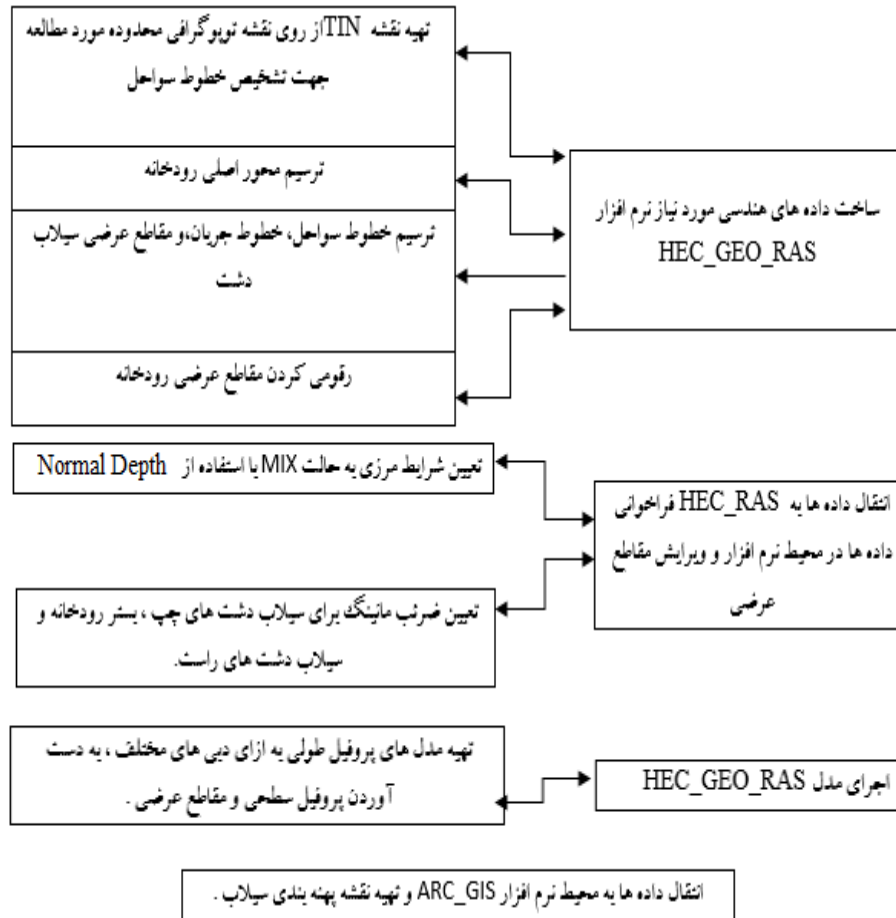 تهیه نقشه TINاز روی نقشه توپوگرافی محدوده مورد مطالعه
جهت تشخیص خطوط سواحل
ترسیم محور اصلی رودخانه
ترسیم خطوط سواحل، خطوط جریان،و مقاطع عرضی سیلاب
دشت
رقومی کردن مقاطع عرضی رودخانه
ساخت داده های هندسی مورد نیاز نرم افزار
HEC_GEO_RAS
تعیین شرایط مرزی به حالت MIX با استفاده از Normal Depth
تعیین ضرئب مانینگ برای سیلاب دشت های چپ ، بستر رودخانه و
سیلاب دشت های راست.
انتقال داده ها به HEC_RAS فراخوانی
داده ها در محیط نرم افزار و ویرایش مقاطع
عرضی
تهیه مدل های پروفیل طولی به ازای دبی های مختلف ، به دست
آوردن پروفیل سطحی و مقاطع عرضی .
اجرای مدل HEC_GEO_RAS
انتقال داده ها به محیط نرم افزار ARC_GIS و تهیه نقشه پهنه بندی سیلاب .